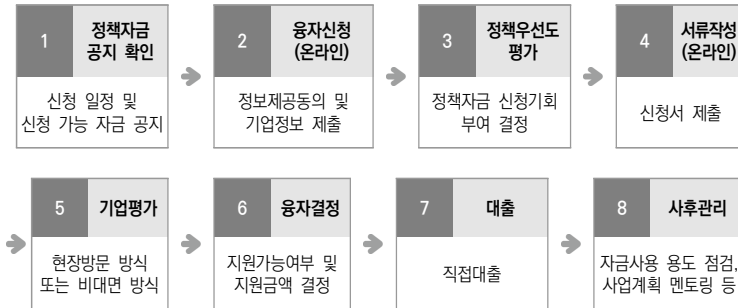 1
정책자금
공지 확인
신청 일정 및
신청 가능 자금 공지
2
융자신청
(온라인)
정보제공동의 및
기업정보 제출
3
정책우선도
평가
정책자금 신청기회
부여 결정
4
서류작성
(온라인)
신청서 제출
5
기업평가
현장방문 방식
또는 비대면 방식
6
융자결정
지원가능여부 및
지원금액 결정
7
대출
직접대출
8
사후관리
자금사용 용도 점검,
사업계획 멘토링 등